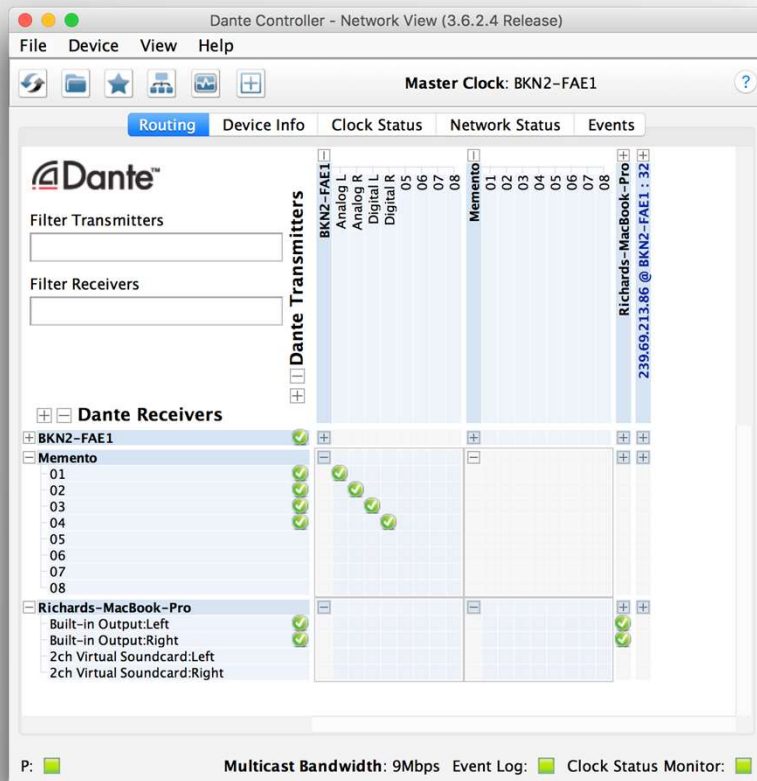 Dante Controller - Network View (3.6.2.4 Release)
File Device View Help
Master Clock: BKN2-FAE1
?
Routing Device Info Clock Status Network Status Events
Dante™
Filter Transmitters
Filter Receivers
Dante Transmitters
BKN2-FAE1
Analog L
Analog R
Digital L
Digital R
05
06
07
08
Memento
01
02
03
04
05
06
07
08
Richards-MacBook-Pro
239.69.213.86 @ BKN2-FAE1 : 32
Dante Receivers
BKN2-FAE1
Memento
01
02
03
04
05
06
07
08
Richards-MacBook-Pro
Built-in Output:Left
Built-in Output:Right
2ch Virtual Soundcard:Left
2ch Virtual Soundcard:Right
P: Multicast Bandwidth: 9Mbps Event Log: Clock Status Monitor: